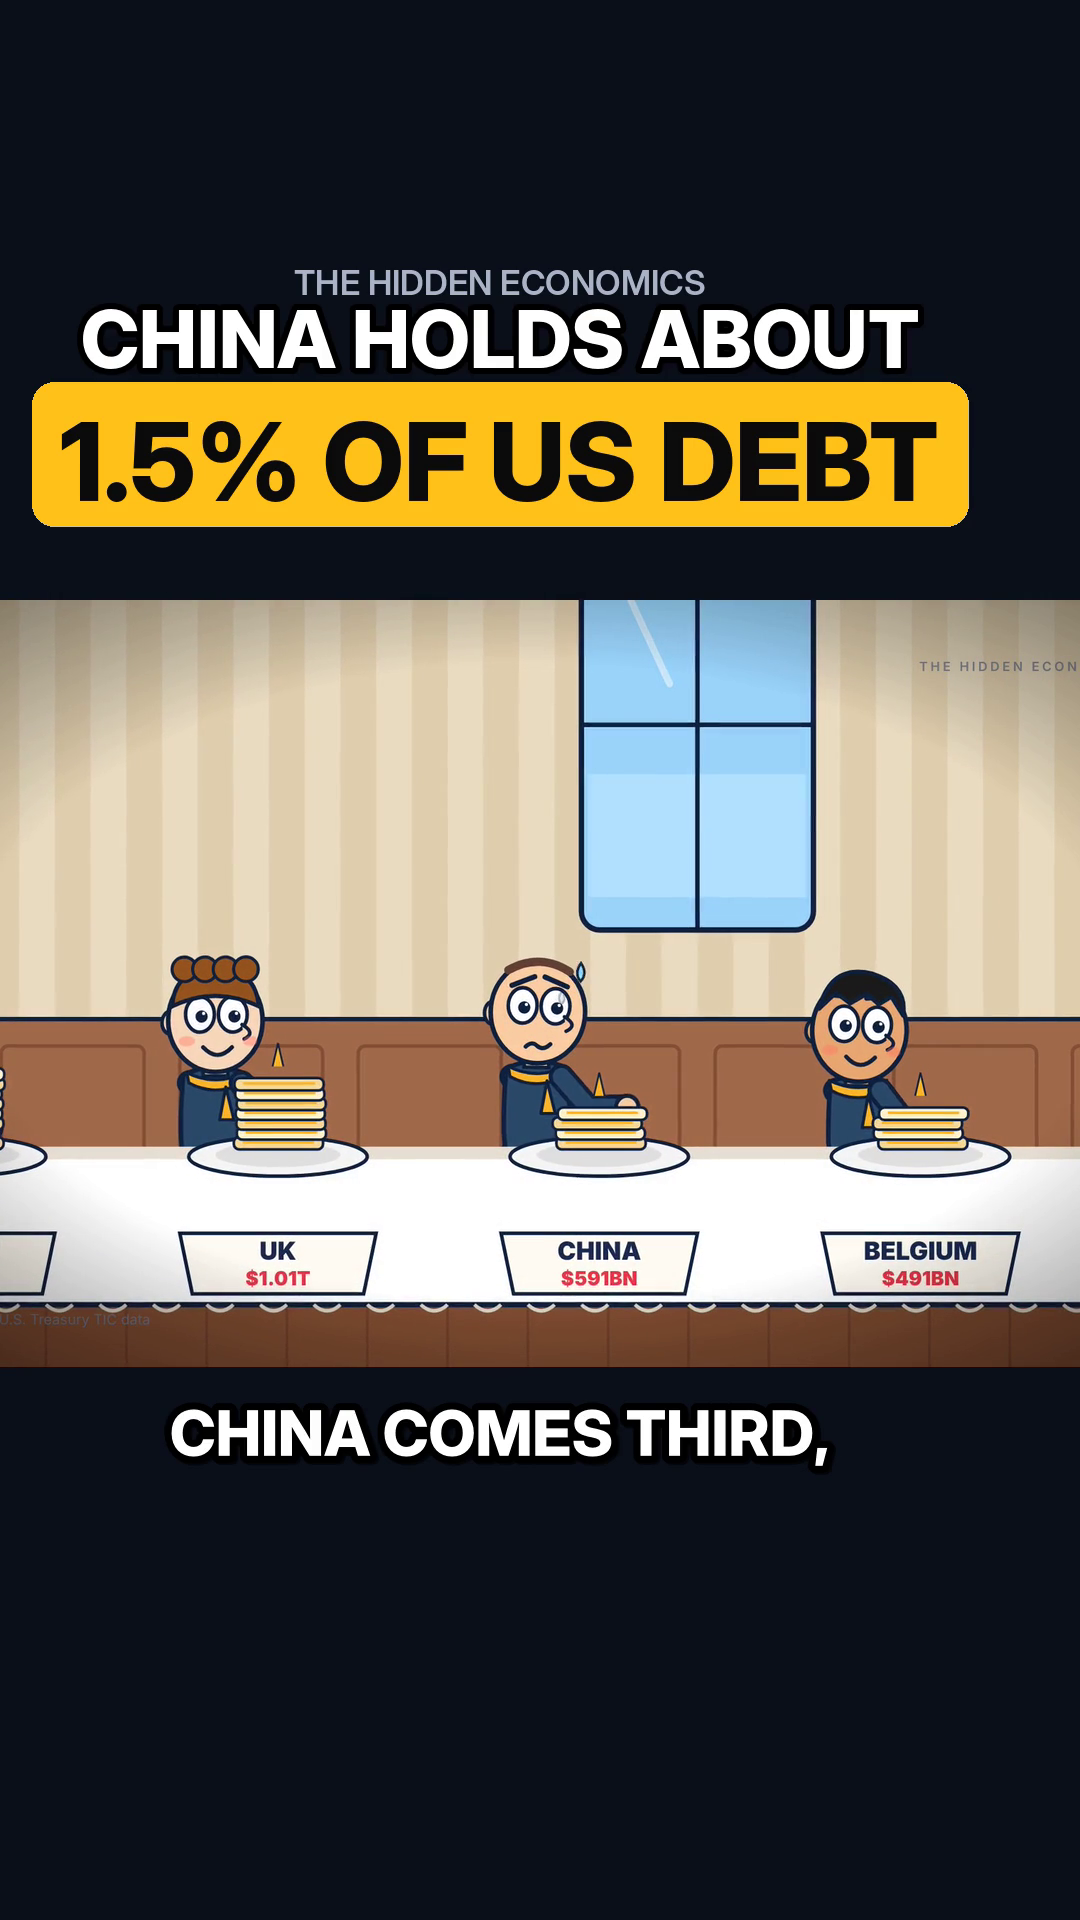 THE HIDDEN ECONOMICS
CHINA HOLDS ABOUT
1.5% OF US DEBT
THE HIDDEN ECON
UK
$1.01T
CHINA
$591BN
BELGIUM
$491BN
U.S. Treasury TIC data
CHINA COMES THIRD,